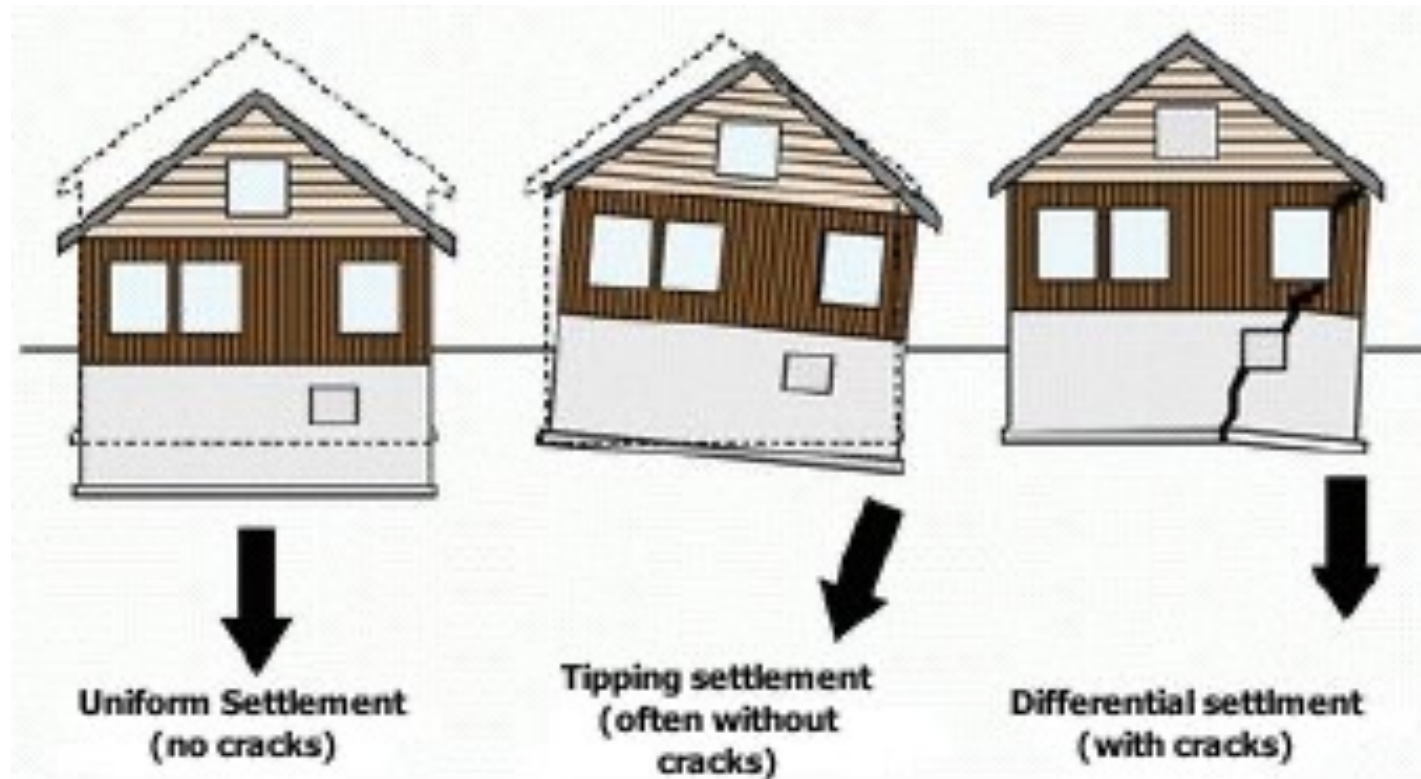 Uniform Settlement
(no cracks)
Tipping settlement
(often without
cracks)
Differential settlment
(with cracks)